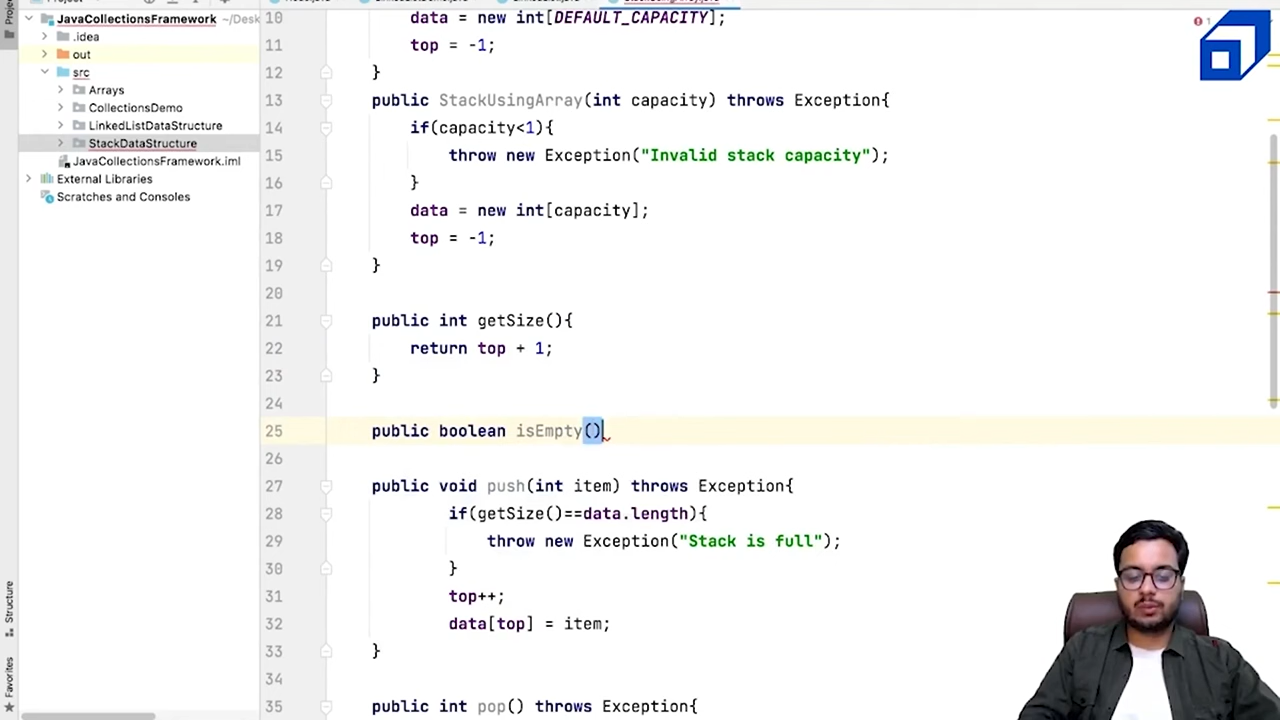 JavaCollectionsFramework ~/Desk
.idea
out
src
Arrays
CollectionsDemo
LinkedListDataStructure
StackDataStructure
JavaCollectionsFramework.iml
External Libraries
Scratches and Consoles
Structure
Favorites
1
10 data = new int[DEFAULT_CAPACITY];
11 top = -1;
12 }
13 public StackUsingArray(int capacity) throws Exception{
14 if(capacity<1){
15 throw new Exception("Invalid stack capacity");
16 }
17 data = new int[capacity];
18 top = -1;
19 }
20
21 public int getSize(){
22 return top + 1;
23 }
24
25 public boolean isEmpty()
26
27 public void push(int item) throws Exception{
28 if(getSize()==data.length){
29 throw new Exception("Stack is full");
30 }
31 top++;
32 data[top] = item;
33 }
34
35 public int pop() throws Exception{